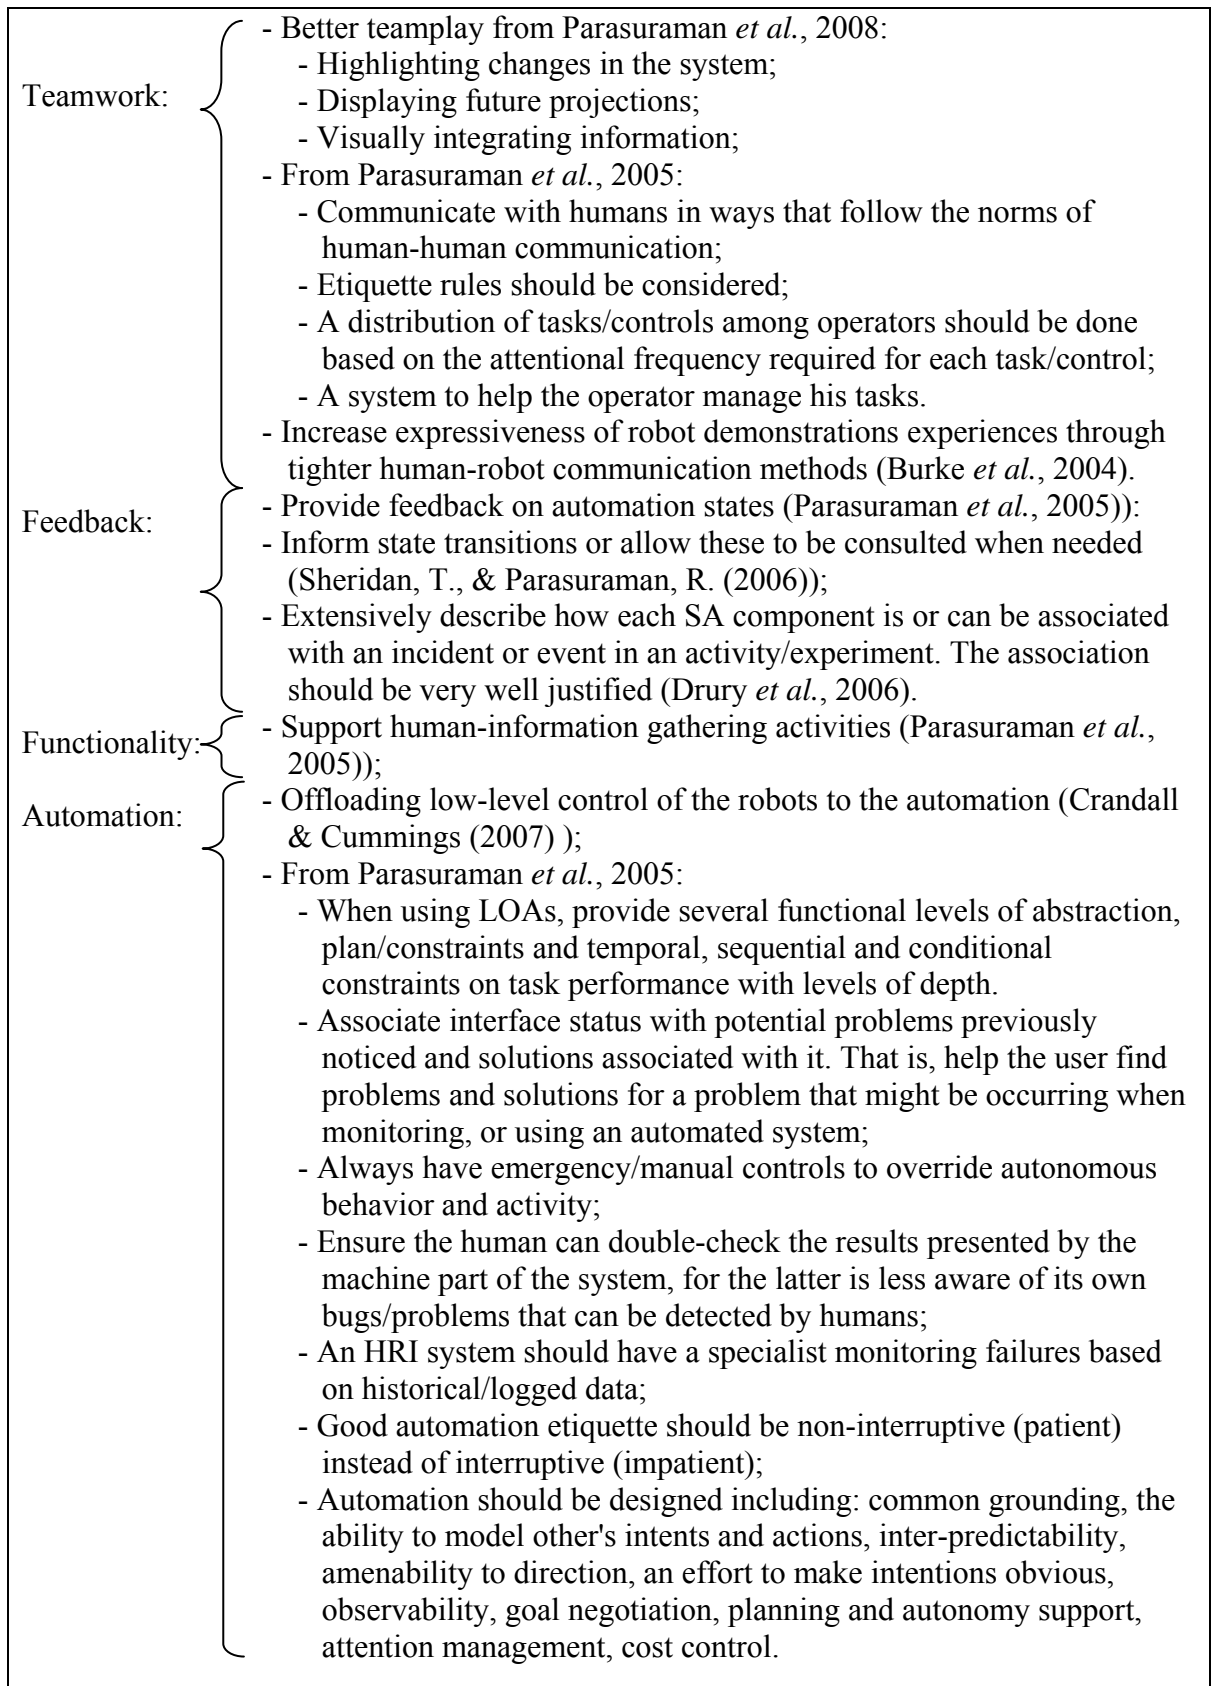 - Better teamplay from Parasuraman et al., 2008:
- Highlighting changes in the system;
Teamwork:
- Displaying future projections;
- Visually integrating information;
- From Parasuraman et al., 2005:
- Communicate with humans in ways that follow the norms of
human-human communication;
- Etiquette rules should be considered;
- A distribution of tasks/controls among operators should be done
based on the attentional frequency required for each task/control;
- A system to help the operator manage his tasks.
- Increase expressiveness of robot demonstrations experiences through
tighter human-robot communication methods (Burke et al., 2004).
Feedback:
- Provide feedback on automation states (Parasuraman et al., 2005)):
- Inform state transitions or allow these to be consulted when needed
(Sheridan, T., & Parasuraman, R. (2006));
- Extensively describe how each SA component is or can be associated
with an incident or event in an activity/experiment. The association
should be very well justified (Drury et al., 2006).
Functionality:
- Support human-information gathering activities (Parasuraman et al.,
2005));
Automation:
- Offloading low-level control of the robots to the automation (Crandall
& Cummings (2007) );
- From Parasuraman et al., 2005:
- When using LOAs, provide several functional levels of abstraction,
plan/constraints and temporal, sequential and conditional
constraints on task performance with levels of depth.
- Associate interface status with potential problems previously
noticed and solutions associated with it. That is, help the user find
problems and solutions for a problem that might be occurring when
monitoring, or using an automated system;
- Always have emergency/manual controls to override autonomous
behavior and activity;
- Ensure the human can double-check the results presented by the
machine part of the system, for the latter is less aware of its own
bugs/problems that can be detected by humans;
- An HRI system should have a specialist monitoring failures based
on historical/logged data;
- Good automation etiquette should be non-interruptive (patient)
instead of interruptive (impatient);
- Automation should be designed including: common grounding, the
ability to model other's intents and actions, inter-predictability,
amenability to direction, an effort to make intentions obvious,
observability, goal negotiation, planning and autonomy support,
attention management, cost control.